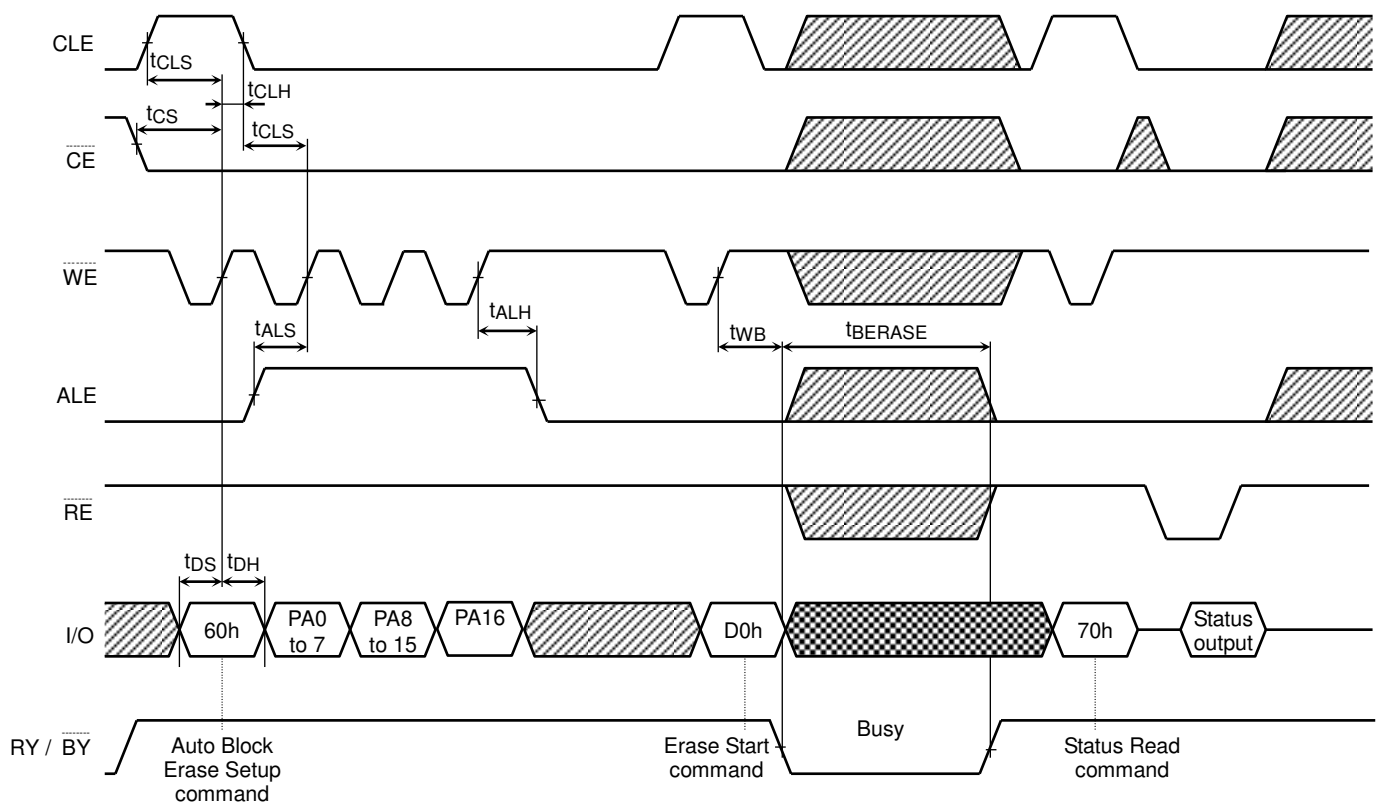 CLE
tCLS
tCLH
tCS
tCLS
CE
WE
tALS
tALH
tWB
tBERASE
ALE
RE
tDS
tDH
I/O
60h
PA0
to 7
PA8
to 15
PA16
D0h
70h
Status
output
RY / BY
Auto Block
Erase Setup
command
Erase Start
command
Busy
Status Read
command